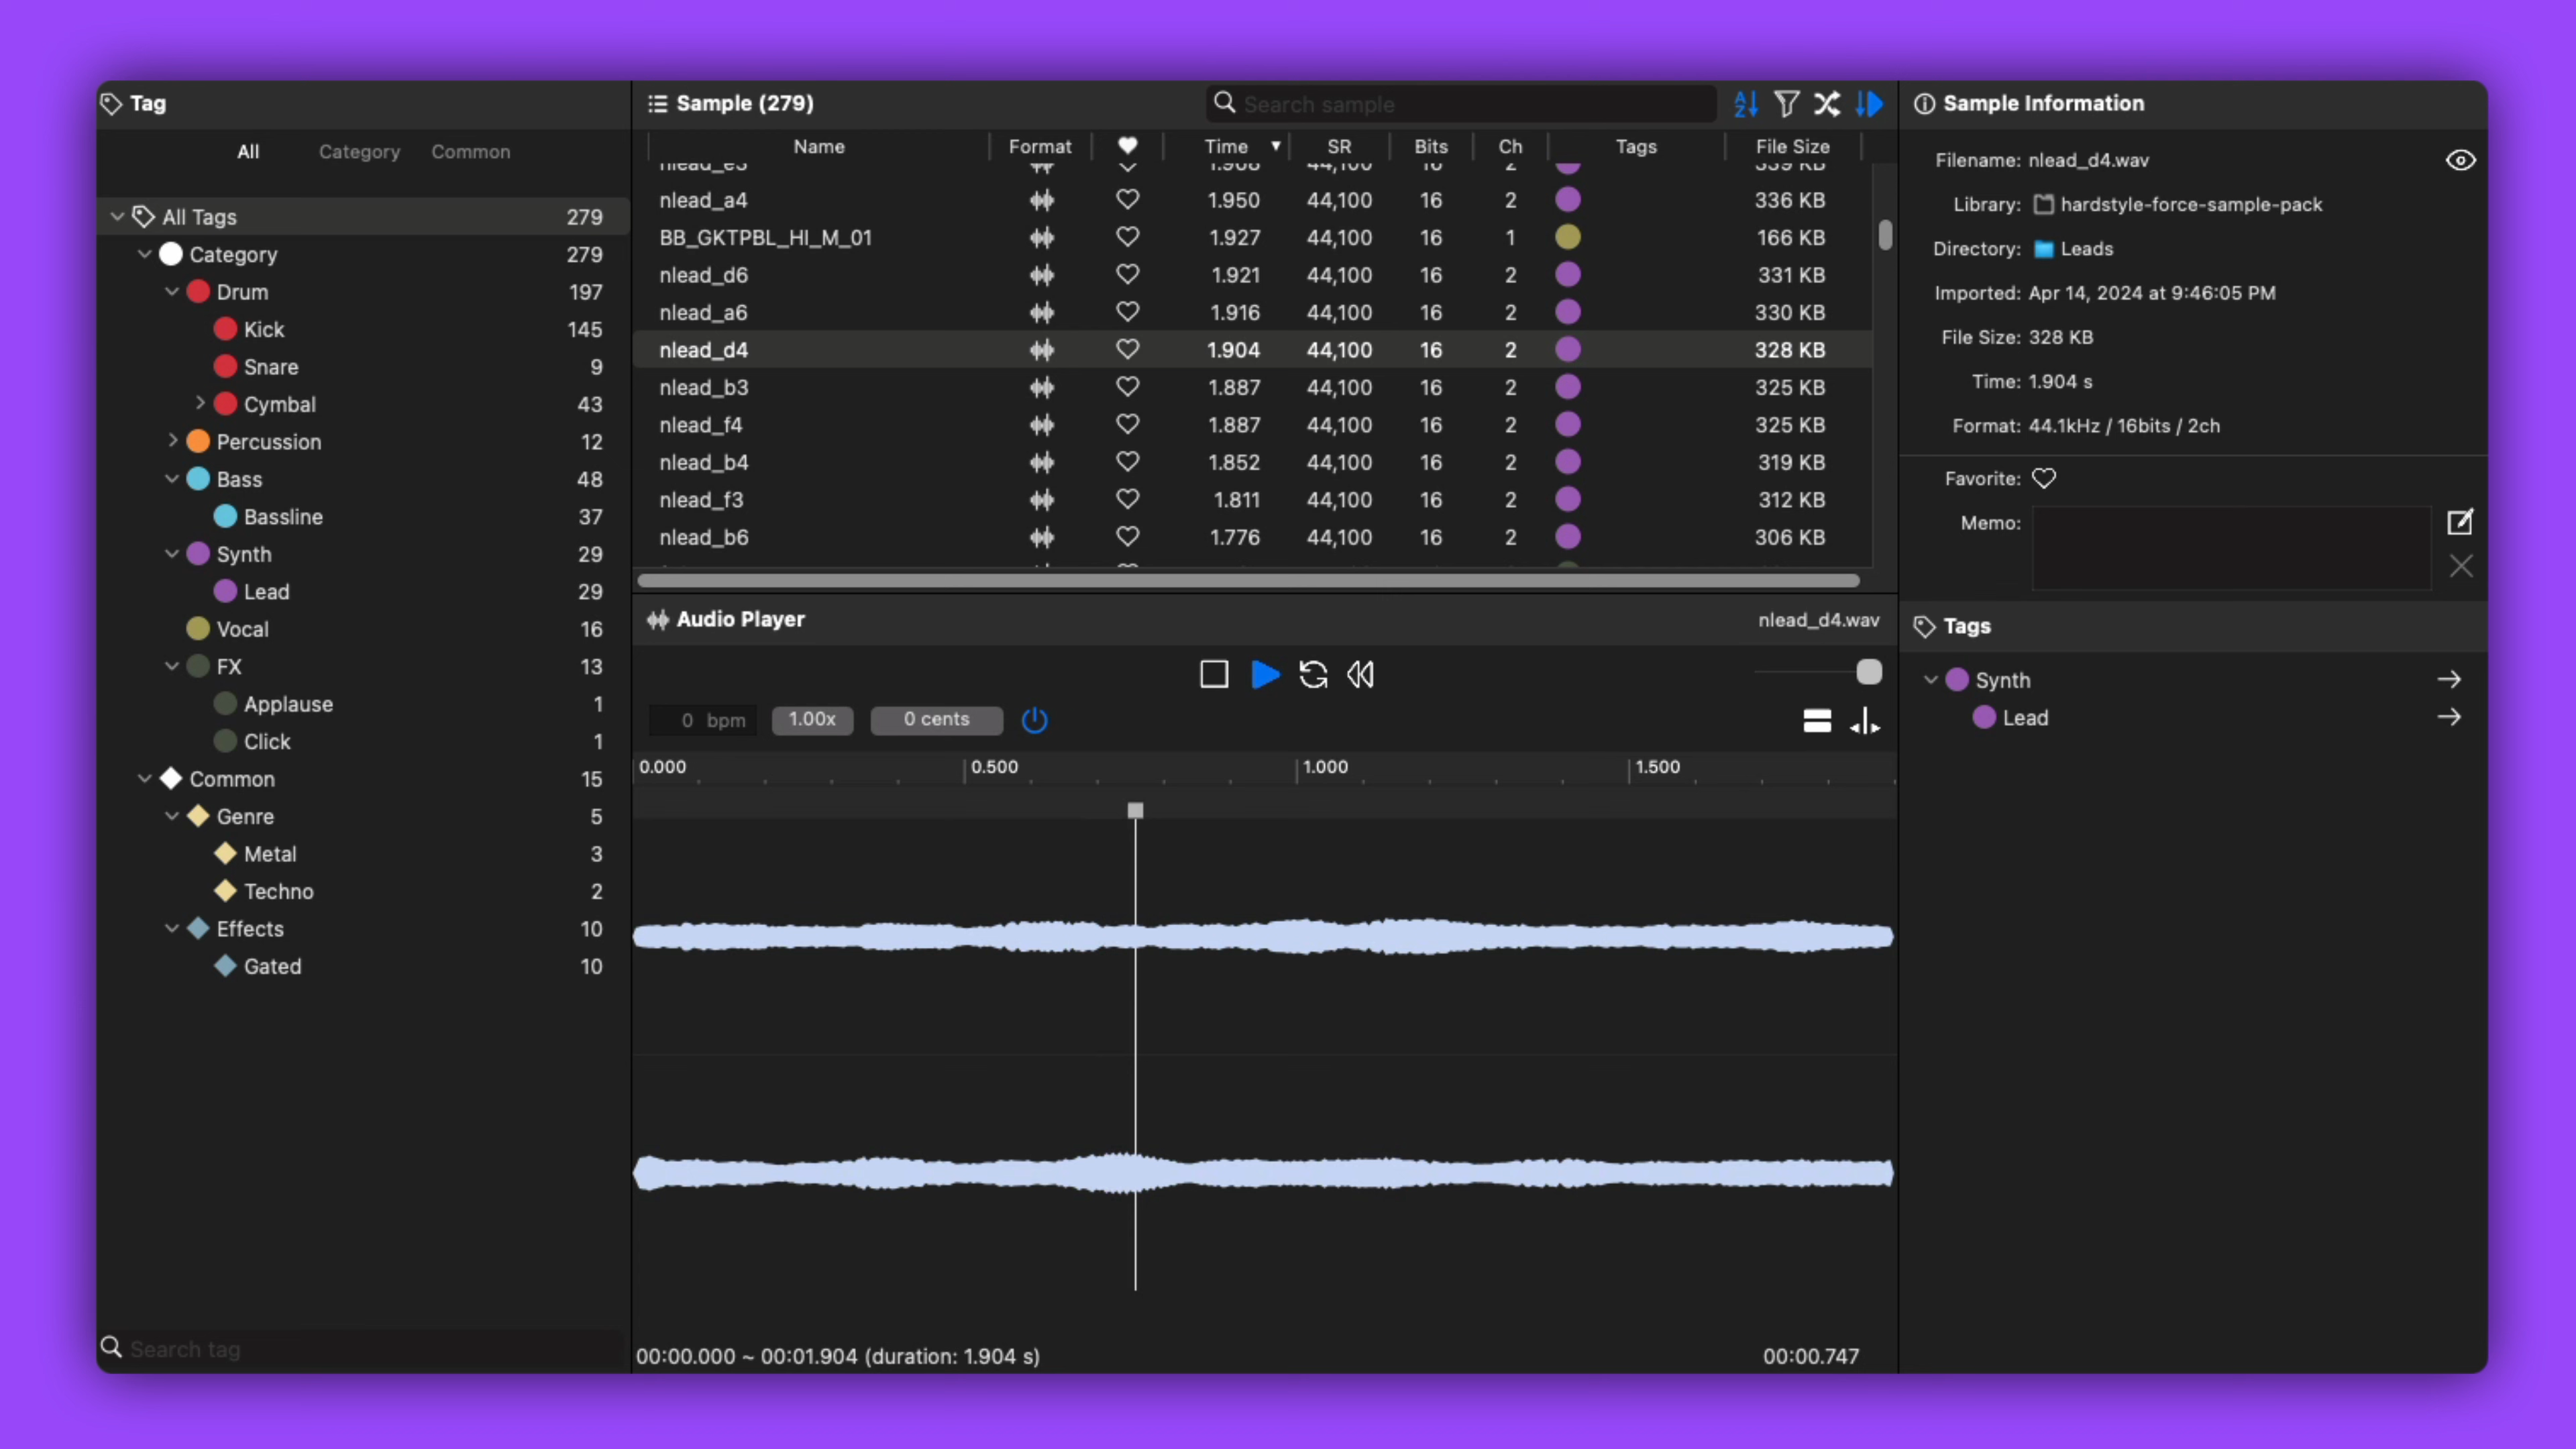 Tag
All Category Common
All Tags 279
Category 279
Drum 197
Kick 145
Snare 9
Cymbal 43
Percussion 12
Bass 48
Bassline 37
Synth 29
Lead 29
Vocal 16
FX 13
Applause 1
Click 1
Common 15
Genre 5
Metal 3
Techno 2
Effects 10
Gated 10
Search tag
Sample (279) Search sample
Name Format Time SR Bits Ch Tags File Size
nlead_a4 1.950 44,100 16 2 336 KB
BB_GKTPBL_HI_M_01 1.927 44,100 16 1 166 KB
nlead_d6 1.921 44,100 16 2 331 KB
nlead_a6 1.916 44,100 16 2 330 KB
nlead_d4 1.904 44,100 16 2 328 KB
nlead_b3 1.887 44,100 16 2 325 KB
nlead_f4 1.887 44,100 16 2 325 KB
nlead_b4 1.852 44,100 16 2 319 KB
nlead_f3 1.811 44,100 16 2 312 KB
nlead_b6 1.776 44,100 16 2 306 KB
Audio Player nlead_d4.wav
0 bpm 1.00x 0 cents
0.000 0.500 1.000 1.500
00:00.000 ~ 00:01.904 (duration: 1.904 s) 00:00.747
Sample Information
Filename: nlead_d4.wav
Library: hardstyle-force-sample-pack
Directory: Leads
Imported: Apr 14, 2024 at 9:46:05 PM
File Size: 328 KB
Time: 1.904 s
Format: 44.1kHz / 16bits / 2ch
Favorite:
Memo:
Tags
Synth
Lead